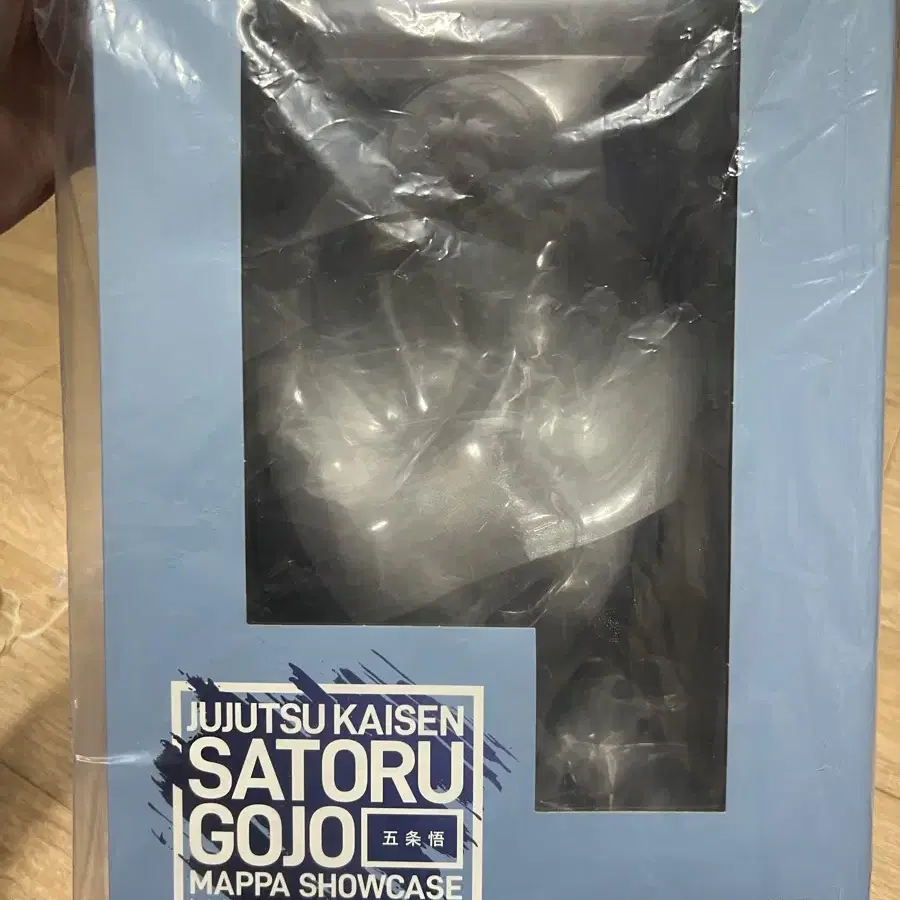 JUJUTSU KAISEN
SATORU
GOJO 五条悟
MAPPA SHOWCASE